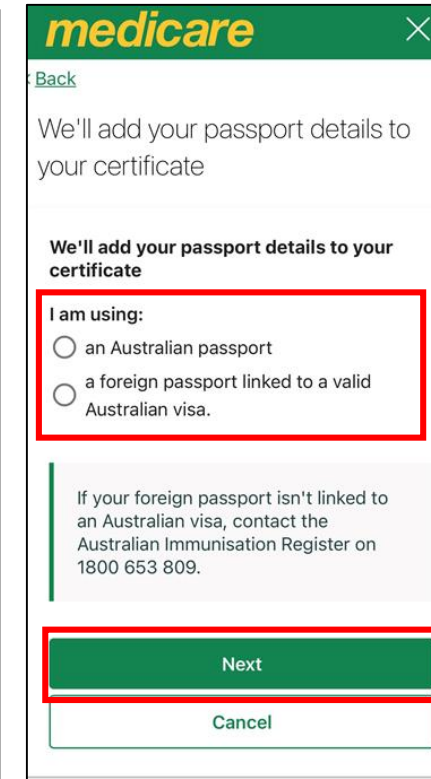 medicare
Back
We'll add your passport details to
your certificate
We'll add your passport details to your
certificate
I am using:
an Australian passport
a foreign passport linked to a valid
Australian visa.
If your foreign passport isn't linked to
an Australian visa, contact the
Australian Immunisation Register on
1800 653 809.
Next
Cancel